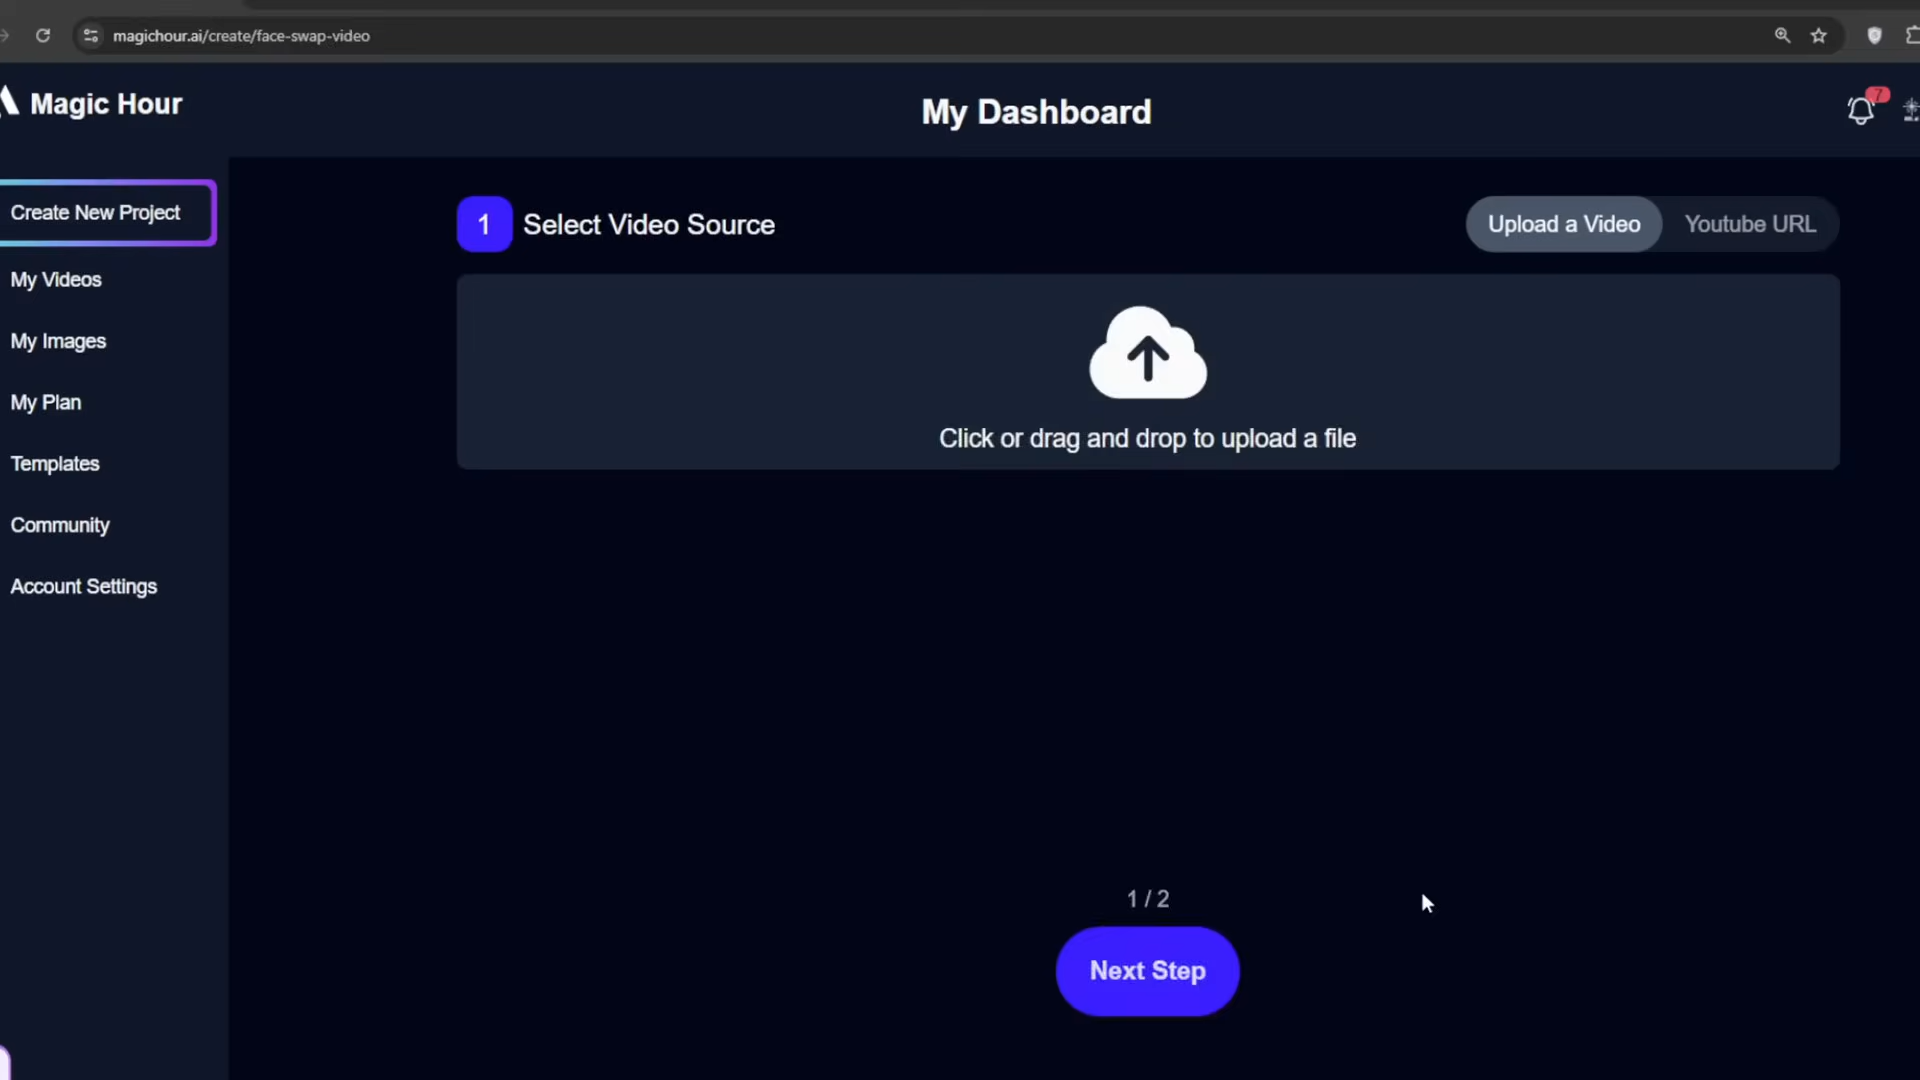 magichour.ai/create/face-swap-video
Magic Hour
My Dashboard
7
Create New Project
My Videos
My Images
My Plan
Templates
Community
Account Settings
1 Select Video Source
Upload a Video
Youtube URL
Click or drag and drop to upload a file
1 / 2
Next Step